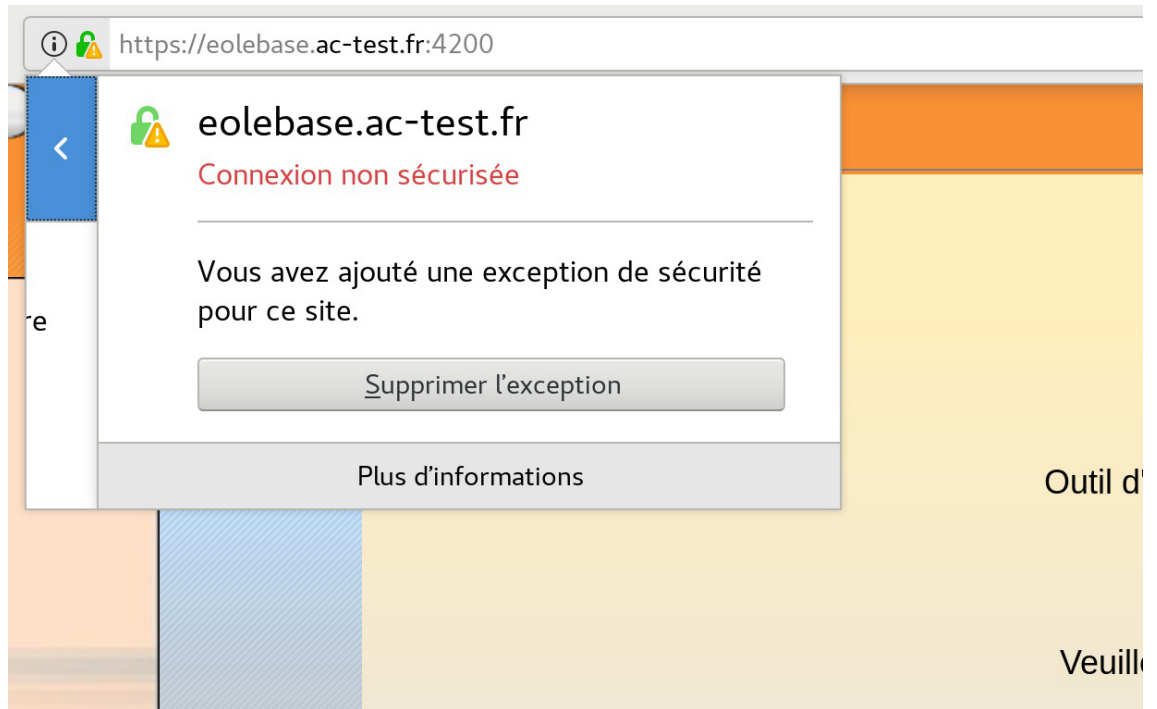 https://eolebase.ac-test.fr:4200
eolebase.ac-test.fr
Connexion non sécurisée
Vous avez ajouté une exception de sécurité
pour ce site.
re
Supprimer l’exception
Plus d’informations
Outil d'
Veuill